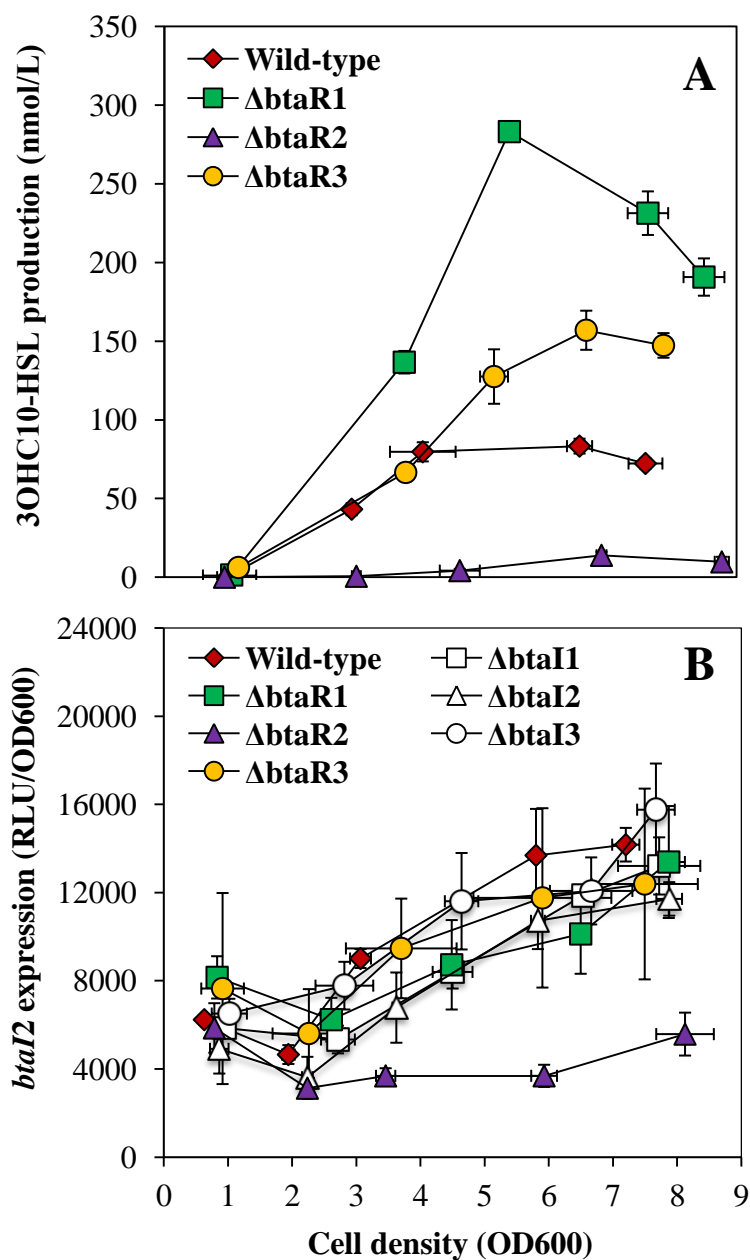 3OHC10-HSL production (nmol/L)
350
300
250
200
150
100
50
0
Wild-type
ΔbtaR1
ΔbtaR2
ΔbtaR3
A
btaI2 expression (RLU/OD600)
24000
20000
16000
12000
8000
4000
0
Wild-type
ΔbtaR1
ΔbtaR2
ΔbtaR3
ΔbtaI1
ΔbtaI2
ΔbtaI3
B
0 1 2 3 4 5 6 7 8 9
Cell density (OD600)